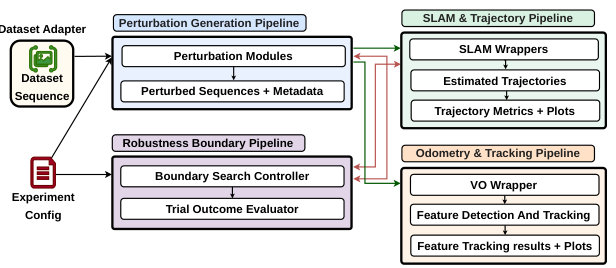 Dataset Adapter
Dataset
Sequence
Experiment
Config
Perturbation Generation Pipeline
Perturbation Modules
Perturbed Sequences + Metadata
Robustness Boundary Pipeline
Boundary Search Controller
Trial Outcome Evaluator
SLAM & Trajectory Pipeline
SLAM Wrappers
Estimated Trajectories
Trajectory Metrics + Plots
Odometry & Tracking Pipeline
VO Wrapper
Feature Detection And Tracking
Feature Tracking results + Plots